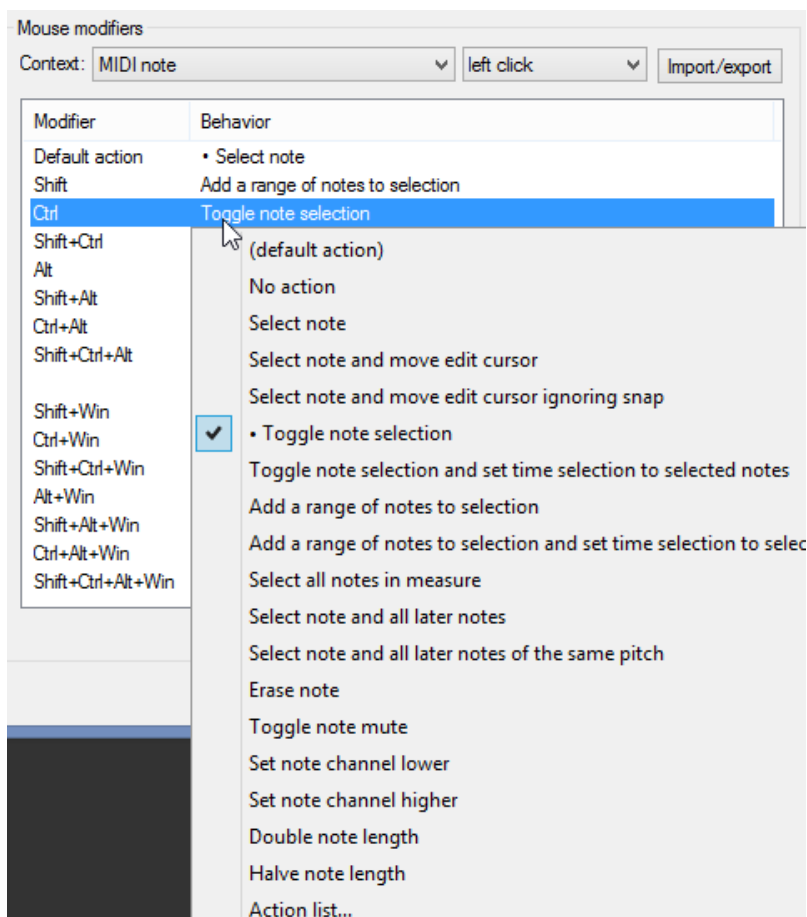 Mouse modifiers
Context: MIDI note left click Import/export
Modifier Behavior
Default action • Select note
Shift Add a range of notes to selection
Ctrl Toggle note selection
Shift+Ctrl
Alt
Shift+Alt
Ctrl+Alt
Shift+Ctrl+Alt
Shift+Win
Ctrl+Win
Shift+Ctrl+Win
Alt+Win
Shift+Alt+Win
Ctrl+Alt+Win
Shift+Ctrl+Alt+Win
(default action)
No action
Select note
Select note and move edit cursor
Select note and move edit cursor ignoring snap
• Toggle note selection
Toggle note selection and set time selection to selected notes
Add a range of notes to selection
Add a range of notes to selection and set time selection to selec
Select all notes in measure
Select note and all later notes
Select note and all later notes of the same pitch
Erase note
Toggle note mute
Set note channel lower
Set note channel higher
Double note length
Halve note length
Action list...